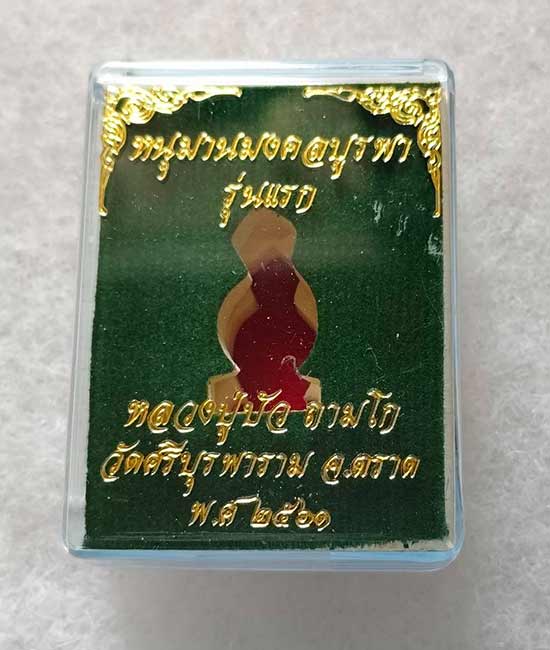 หนุมานมงคลบูรพา
รุ่นแรก
หลวงปู่บัว ถามโก
วัดศรีบุรพาราม จ.ตราด
พ.ศ ๒๕๖๑